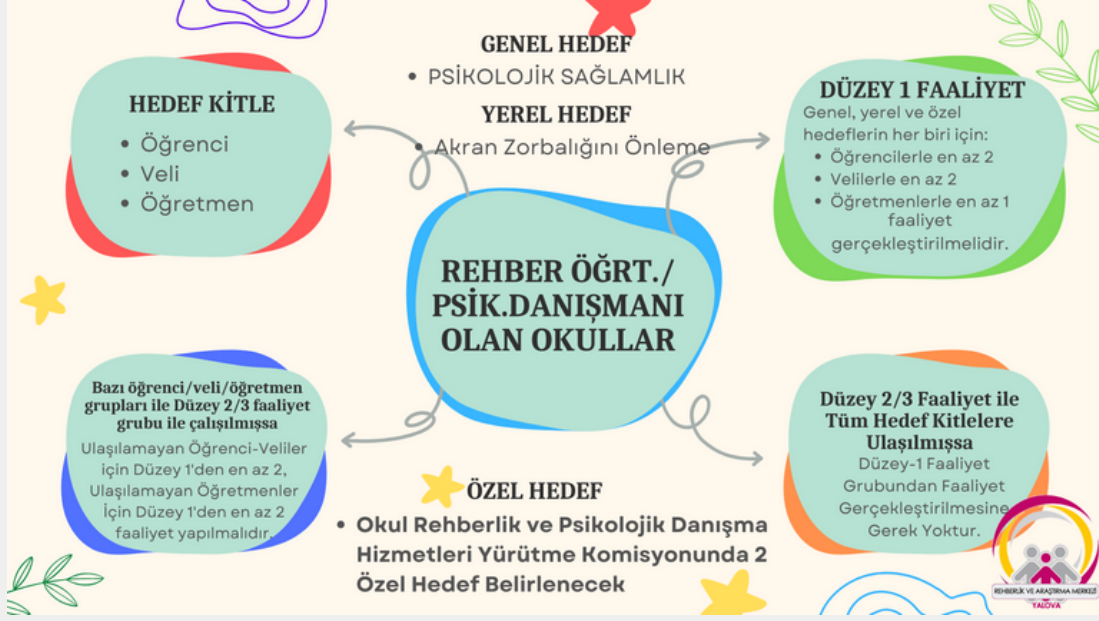 GENEL HEDEF
• PSİKOLOJİK SAĞLAMLIK
YEREL HEDEF
• Akran Zorbalığını Önleme
HEDEF KİTLE
• Öğrenci
• Veli
• Öğretmen
DÜZEY 1 FAALİYET
Genel, yerel ve özel
hedeflerin her biri için:
• Öğrencilerle en az 2
• Velilerle en az 2
• Öğretmenlerle en az 1
faaliyet
gerçekleştirilmelidir.
REHBER ÖĞRT./
PSİK.DANIŞMANI
OLAN OKULLAR
Bazı öğrenci/veli/öğretmen
grupları ile Düzey 2/3 faaliyet
grubu ile çalışılmışsa
Ulaşılamayan Öğrenci-Veliler
için Düzey 1'den en az 2,
Ulaşılamayan Öğretmenler
İçin Düzey 1'den en az 2
faaliyet yapılmalıdır.
Düzey 2/3 Faaliyet ile
Tüm Hedef Kitlelere
Ulaşılmışsa
Düzey-1 Faaliyet
Grubundan Faaliyet
Gerçekleştirilmesine
Gerek Yoktur.
ÖZEL HEDEF
• Okul Rehberlik ve Psikolojik Danışma
Hizmetleri Yürütme Komisyonunda 2
Özel Hedef Belirlenecek
REHBERLİK VE ARAŞTIRMA MERKEZİ
YALOVA